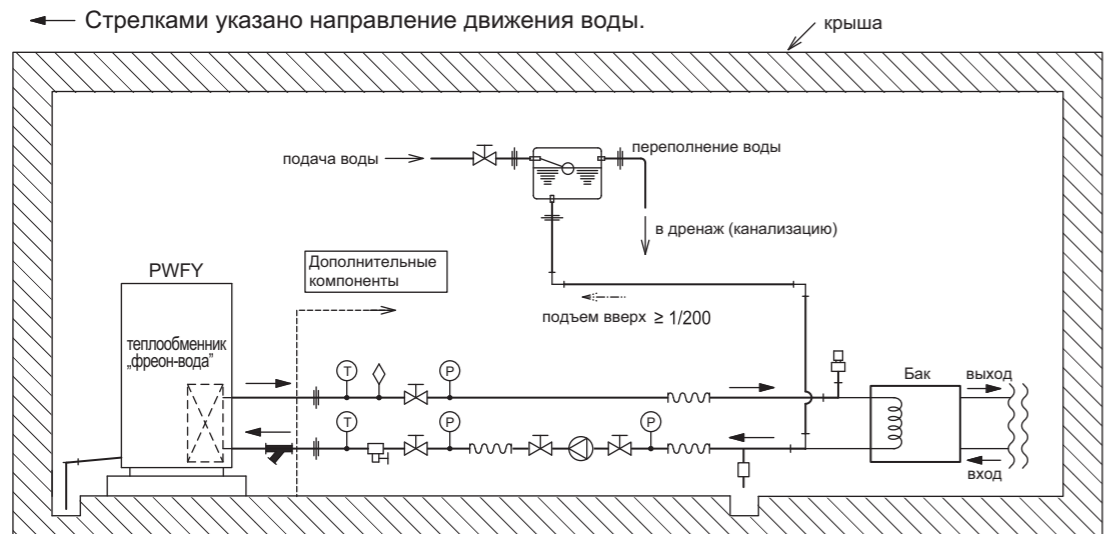 Стрелками указано направление движения воды.
крыша
подача воды
переполнение воды
в дренаж (канализацию)
PWFY
Дополнительные
компоненты
подъем вверх ≥ 1/200
теплообменник
„фреон-вода”
T
P
Бак
выход
T
P
P
вход